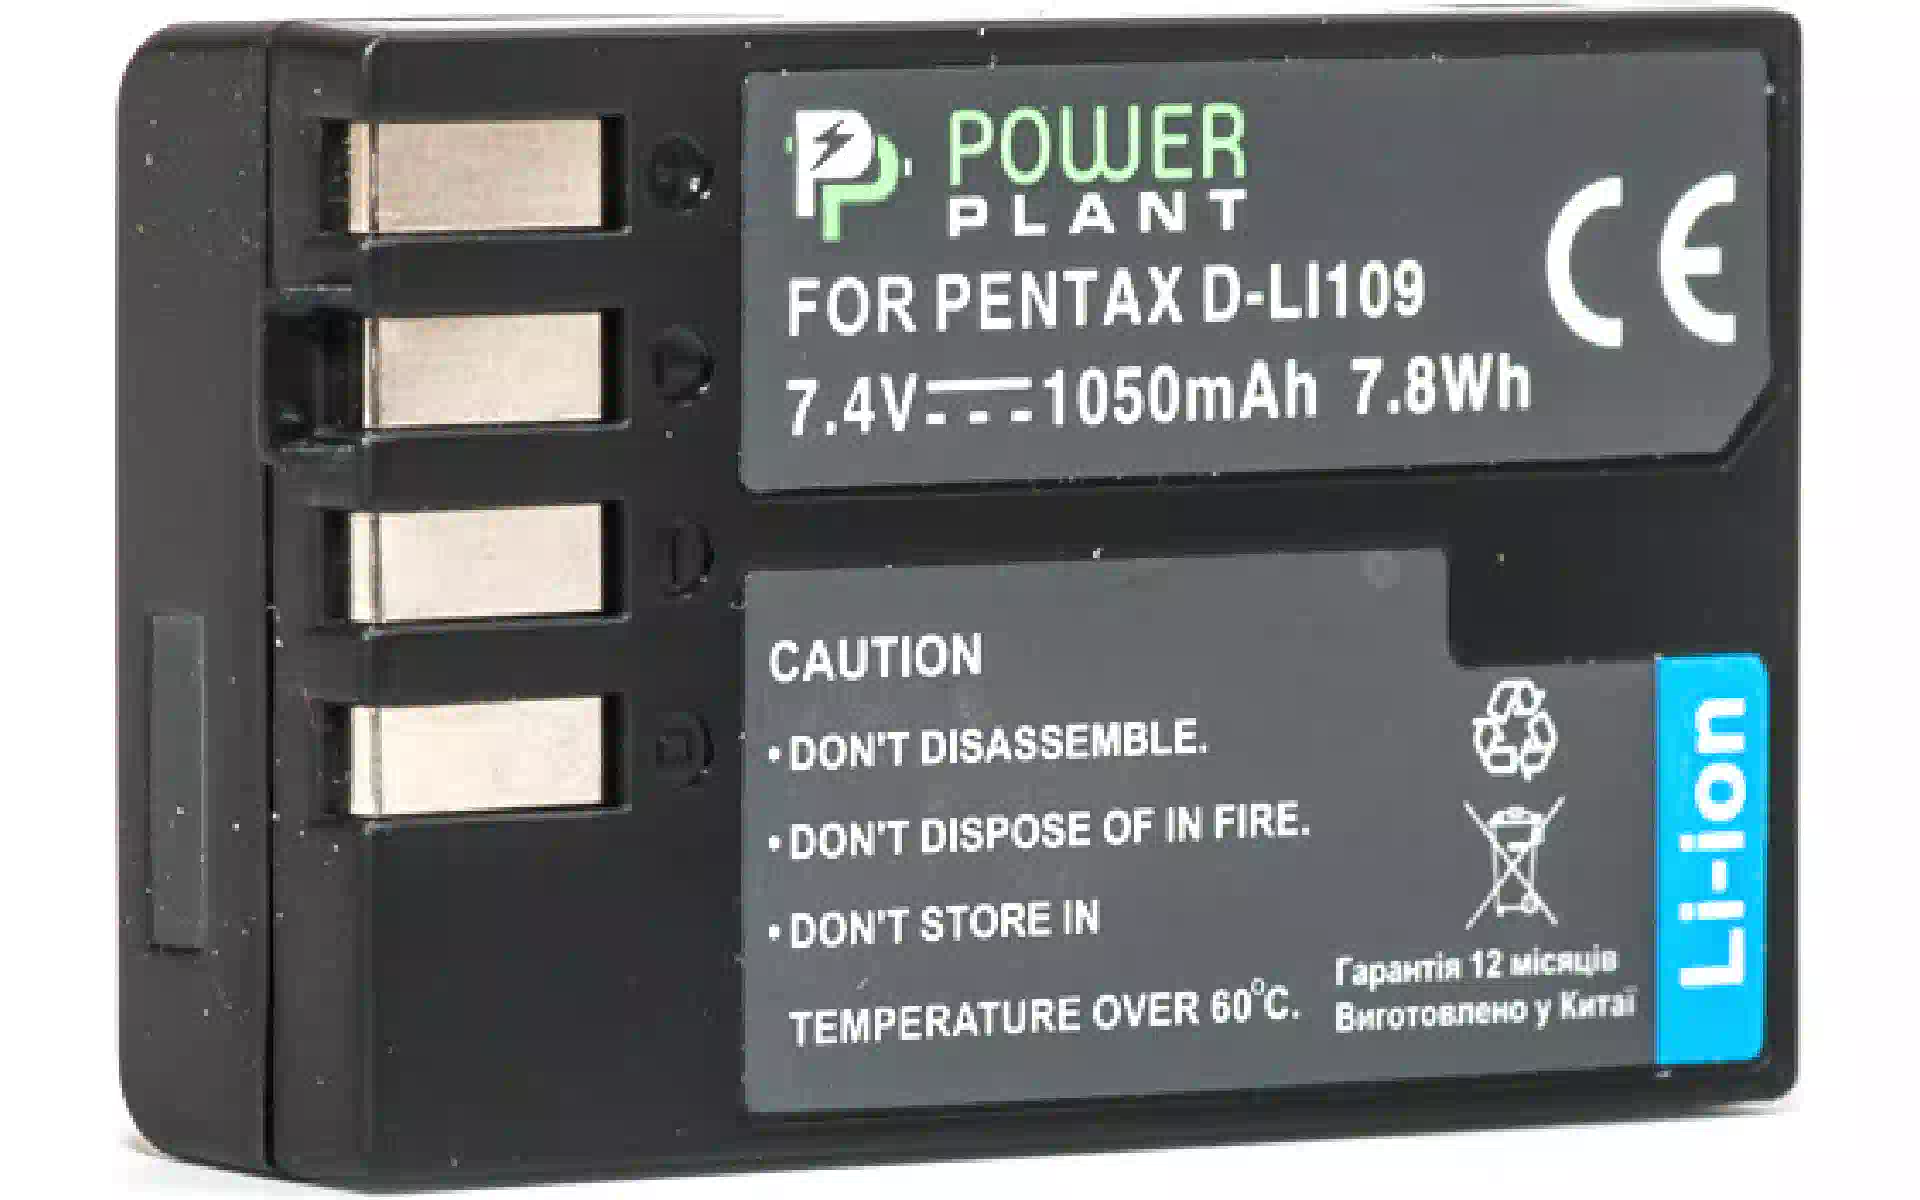 POWER
PLANT
FOR PENTAX D-LI109
7.4V 1050mAh 7.8Wh
CE
CAUTION
• DON'T DISASSEMBLE.
• DON'T DISPOSE OF IN FIRE.
• DON'T STORE IN
TEMPERATURE OVER 60°C.
Гарантія 12 місяців
Виготовлено у Китаї
Li-ion